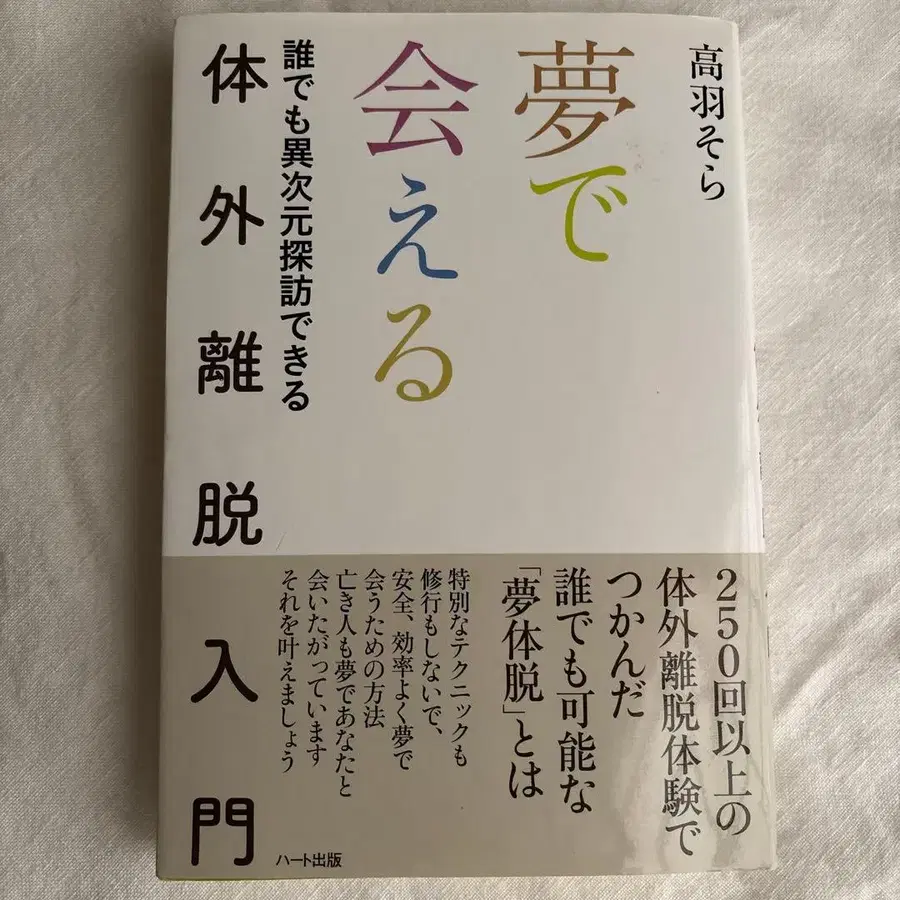 高羽そら
夢で
会える
誰でも異次元探訪できる
体外離脱入門
250回以上の
体外離脱体験で
つかんだ
誰でも可能な
「夢体脱」とは
特別なテクニックも
修行もしないで、
安全、効率よく夢で
会うための方法
亡き人も夢であなたと
会いたがっています
それを叶えましょう
ハート出版